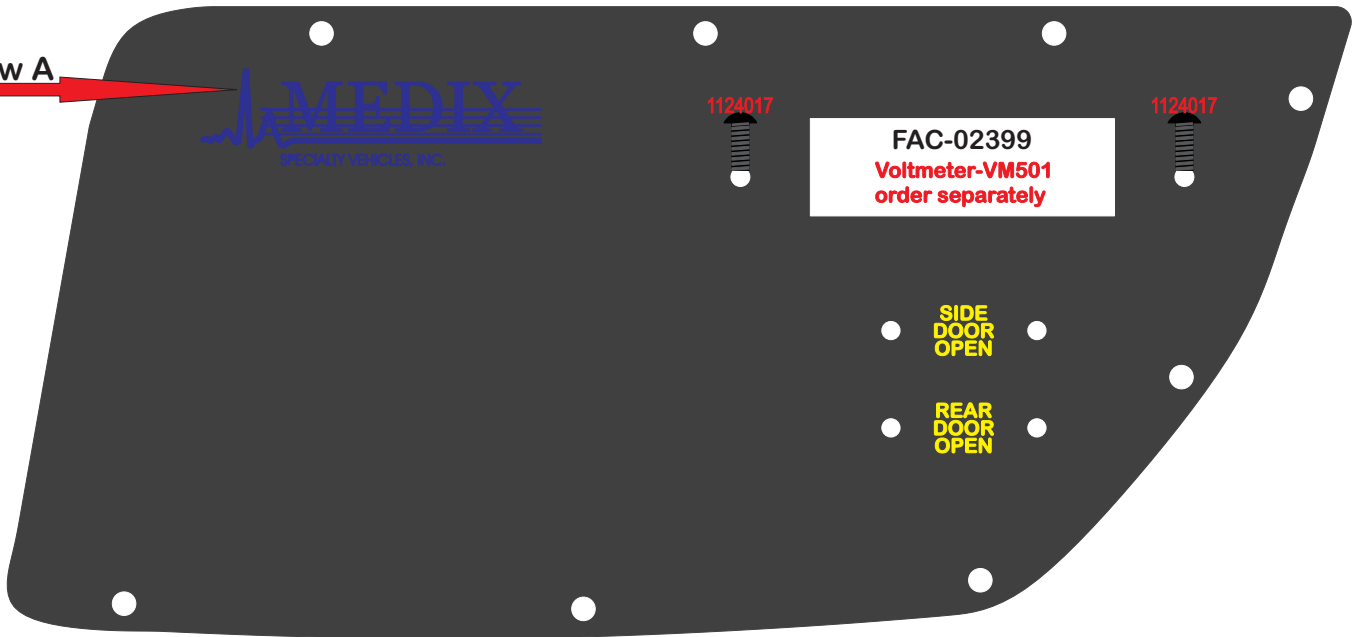 w A
MEDIX
SPECIALTY VEHICLES, INC.
1124017
1124017
FAC-02399
Voltmeter-VM501
order separately
SIDE
DOOR
OPEN
REAR
DOOR
OPEN